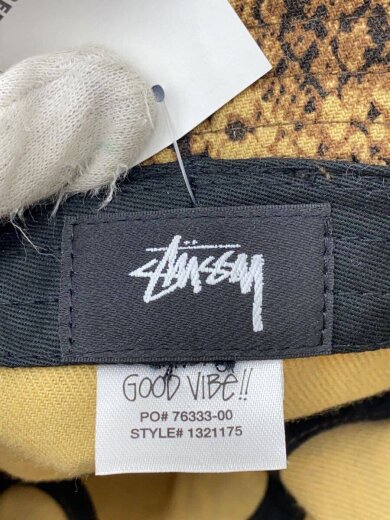 Stüssy
GOOD VIBE!!
PO# 76333-00
STYLE# 1321175